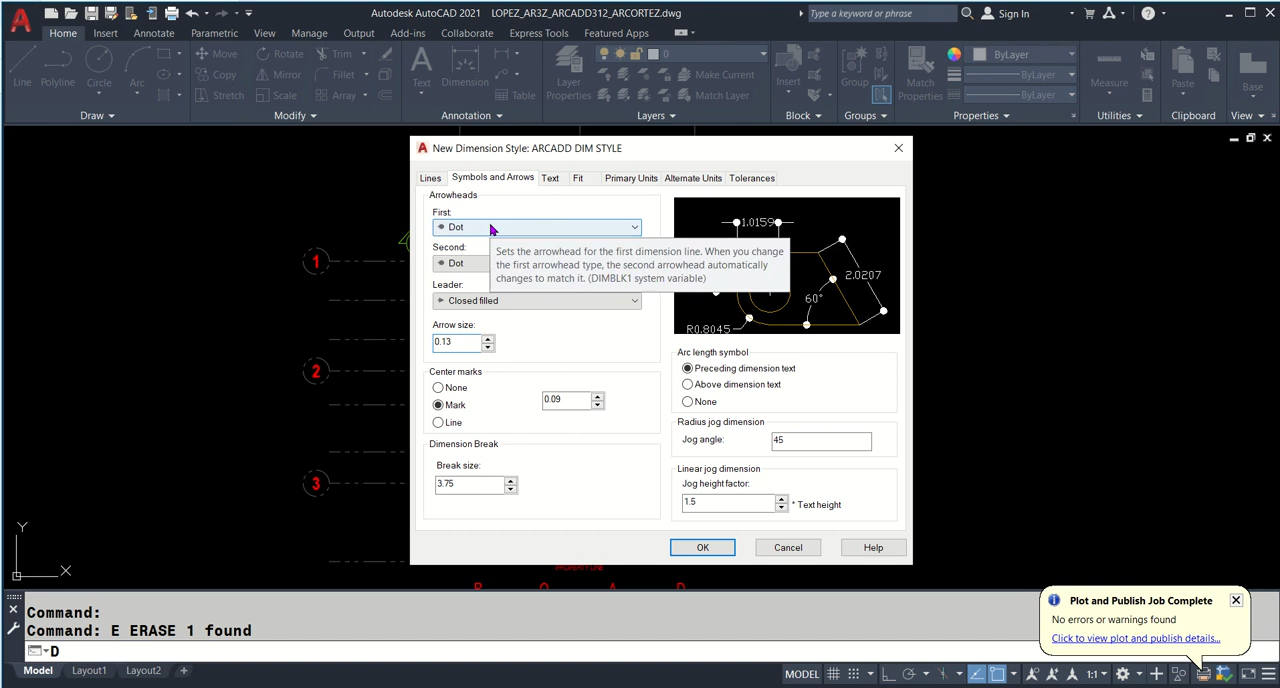 Autodesk AutoCAD 2021 LOPEZ_AR3Z_ARCADD312_ARCORTEZ.dwg
Type a keyword or phrase
Sign In
Home Insert Annotate Parametric View Manage Output Add-ins Collaborate Express Tools Featured Apps
Line Polyline Circle Arc
Move Rotate Trim
Copy Mirror Fillet
Stretch Scale Array
Text Dimension
Table
Layer Properties
0
Make Current
Match Layer
Insert
Group
Match Properties
ByLayer
ByLayer
ByLayer
Measure
Paste
Base
Draw Modify Annotation Layers Block Groups Properties Utilities Clipboard View
New Dimension Style: ARCADD DIM STYLE
Lines Symbols and Arrows Text Fit Primary Units Alternate Units Tolerances
Arrowheads
First:
Dot
Second:
Dot
Sets the arrowhead for the first dimension line. When you change
the first arrowhead type, the second arrowhead automatically
changes to match it. (DIMBLK1 system variable)
Leader:
Closed filled
Arrow size:
0.13
Center marks
None
Mark
0.09
Line
Dimension Break
Break size:
3.75
1.0159
2.0207
60°
R0.8045
Arc length symbol
Preceding dimension text
Above dimension text
None
Radius jog dimension
Jog angle: 45
Linear jog dimension
Jog height factor:
1.5 * Text height
OK Cancel Help
1
2
3
PROPERTY LINE
Y
X
Command:
Command: E ERASE 1 found
D
Plot and Publish Job Complete
No errors or warnings found
Click to view plot and publish details...
Model Layout1 Layout2 +
MODEL
1:1